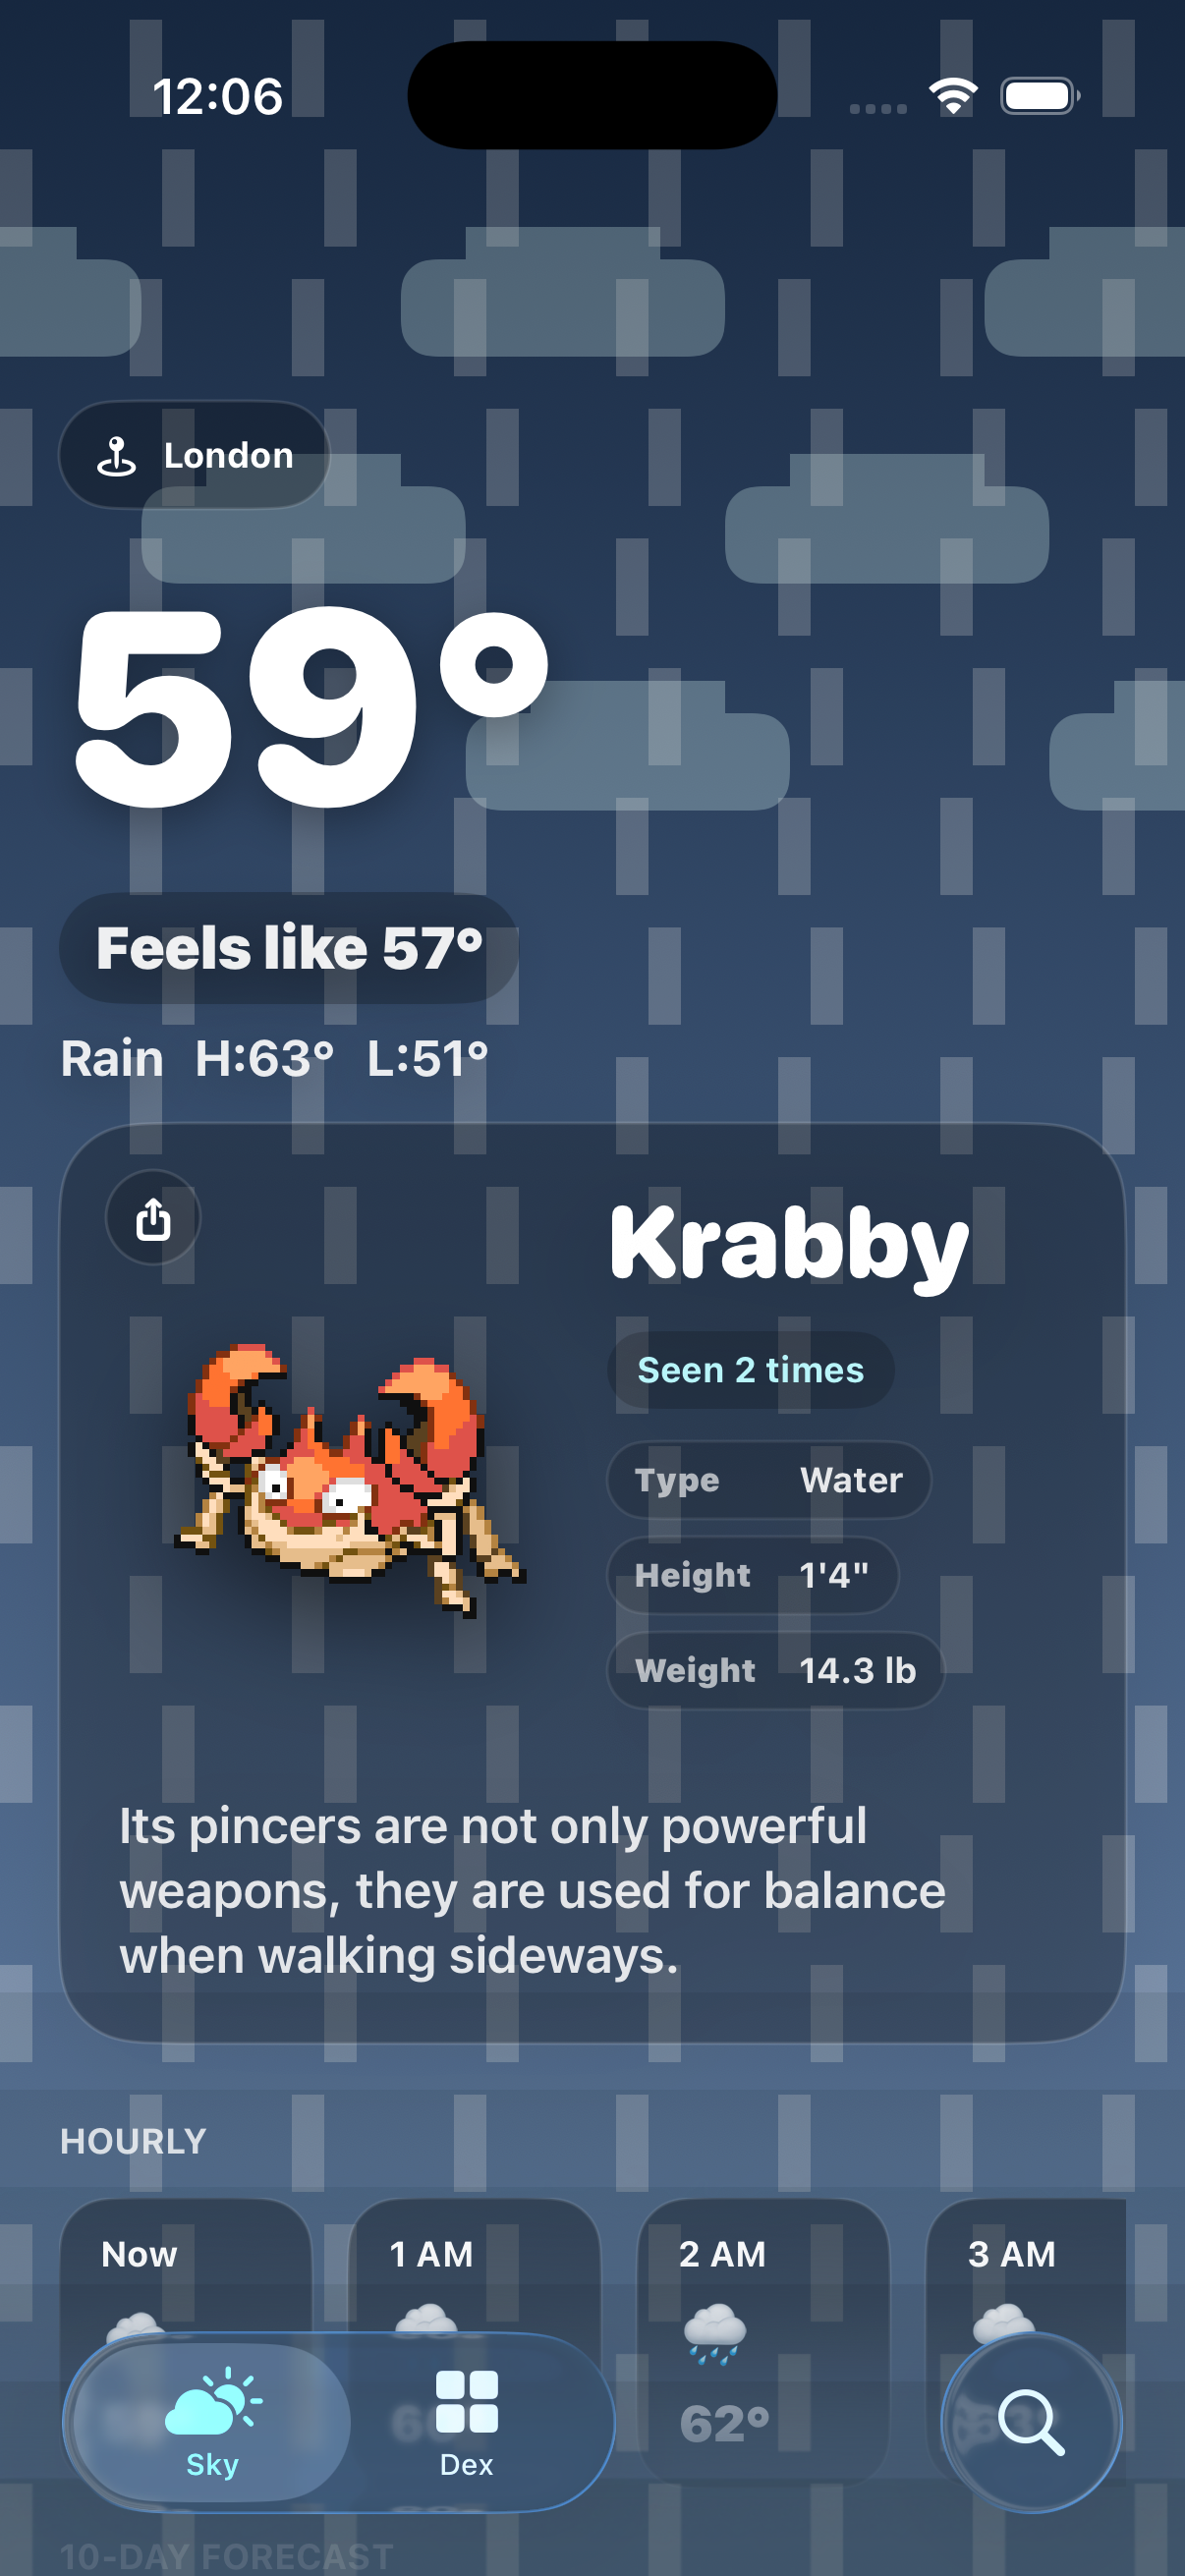 12:06
London
59°
Feels like 57°
Rain H:63° L:51°
Krabby
Seen 2 times
Type Water
Height 1'4"
Weight 14.3 lb
Its pincers are not only powerful
weapons, they are used for balance
when walking sideways.
HOURLY
Now 1 AM 2 AM 3 AM
62°
Sky Dex
10-DAY FORECAST